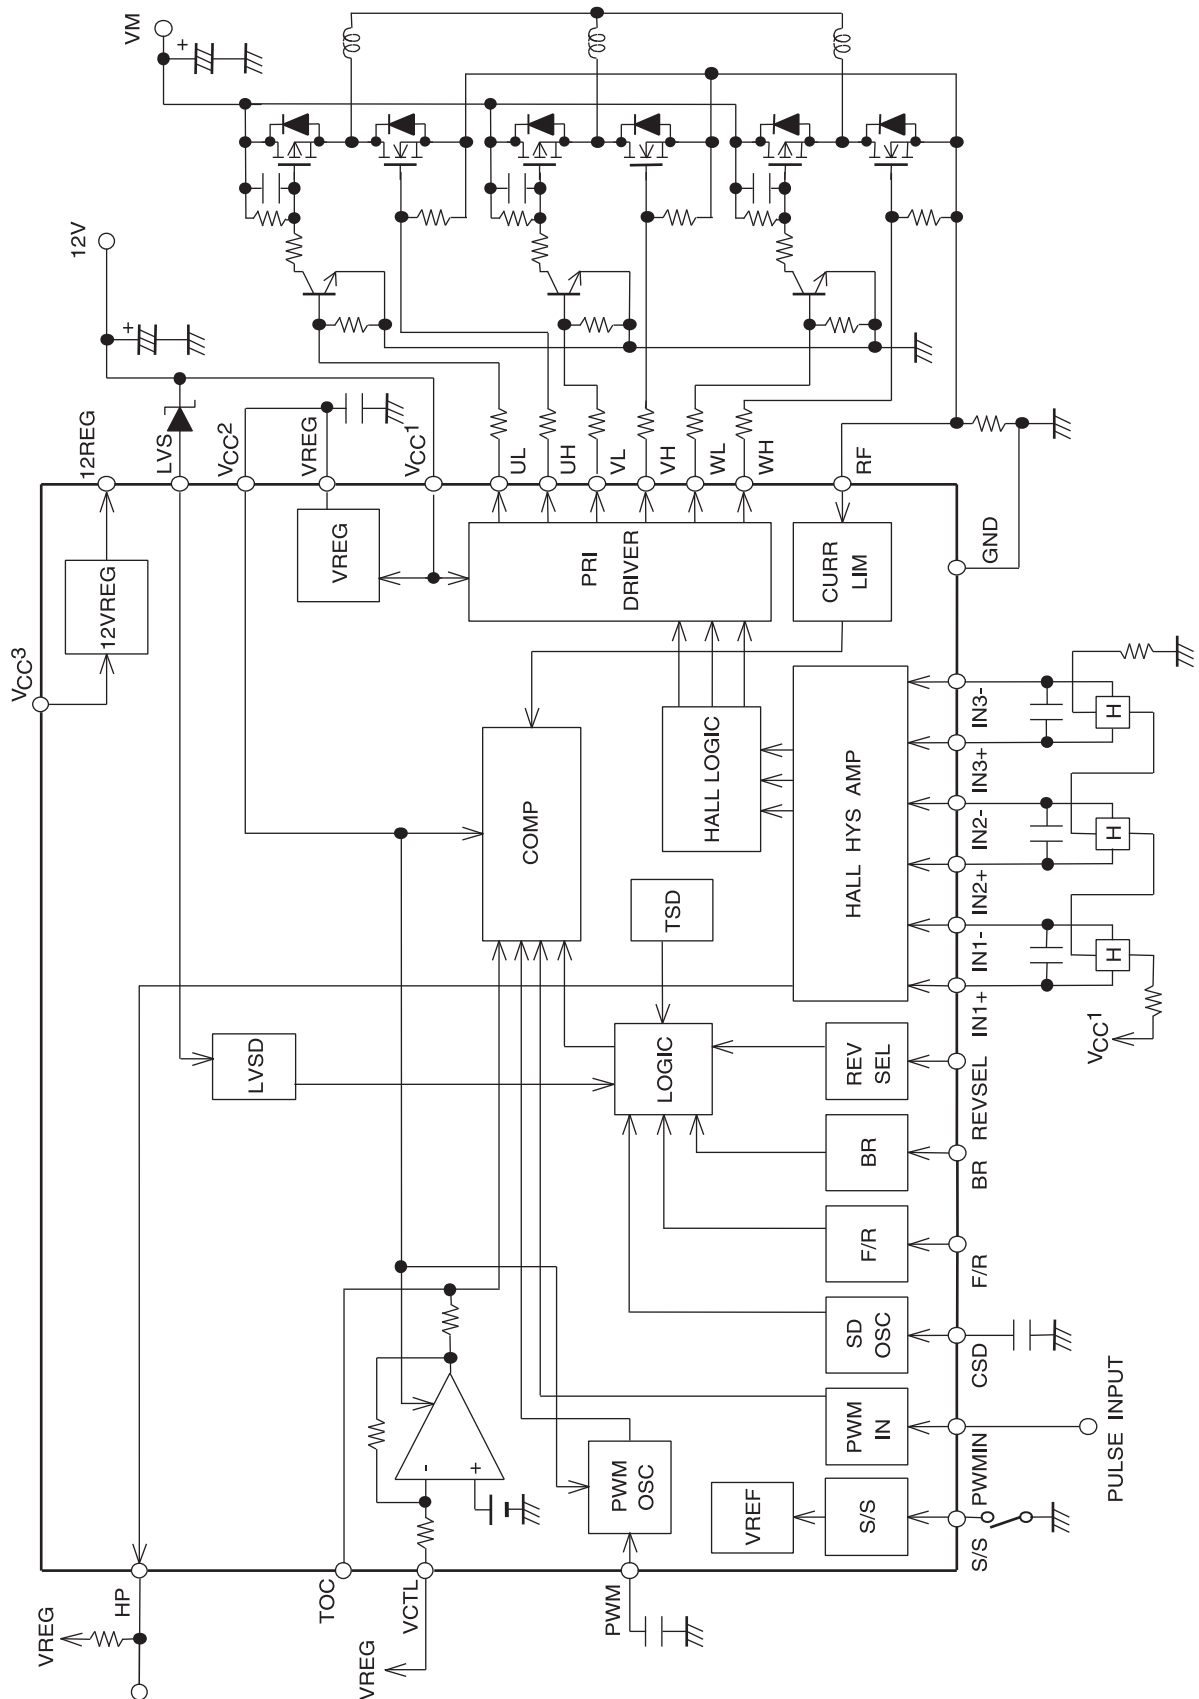 VREG
HP
TOC
VREG
VCTL
PWM
VCC3
12REG
12V
LVS
VCC2
VREG
VCC1
VM
+
+
UL
UH
VL
VH
WL
WH
RF
GND
12VREG
VREG
PRI
DRIVER
CURR
LIM
COMP
HALL LOGIC
HALL HYS AMP
TSD
LVSD
LOGIC
REV
SEL
BR
F/R
SD
OSC
PWM
IN
S/S
VREF
PWM
OSC
-
+
IN3-
IN3+
IN2-
IN2+
IN1-
IN1+
H
H
H
VCC1
REVSEL
BR
F/R
CSD
PWMIN
PULSE INPUT
S/S